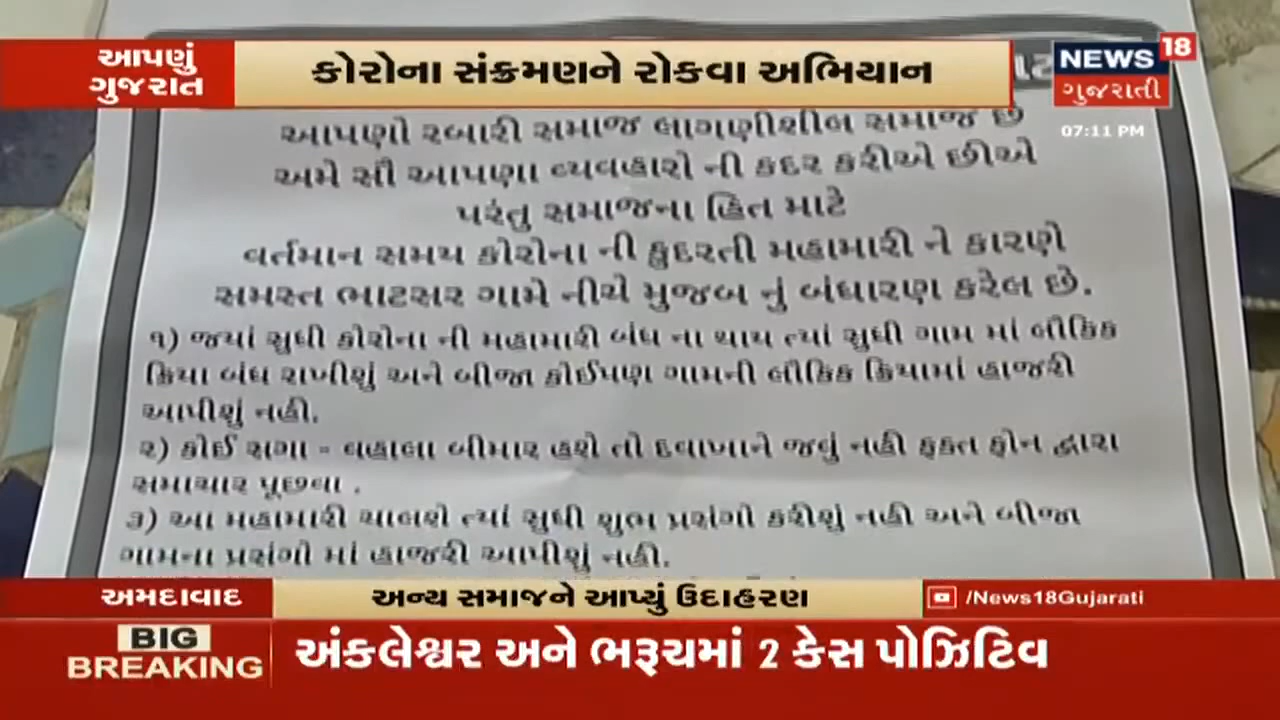 આપણું
ગુજરાત
કોરોના સંક્રમણને રોકવા અભિયાન
NEWS 18
ગુજરાતી
07:11 PM
આપણો રબારી સમાજ લાગણીશીલ સમાજ છે
અમે સૌ આપણા વ્યવહારો ની કદર કરીએ છીએ
પરંતુ સમાજના હિત માટે
વર્તમાન સમય કોરોના ની કુદરતી મહામારી ને કારણે
સમસ્ત ભાટસર ગામે નીચે મુજબ નું બંધારણ કરેલ છે.
૧) જ્યાં સુધી કોરોના ની મહામારી બંધ ના થાય ત્યાં સુધી ગામ માં લૌકિક
ક્રિયા બંધ રાખીશું અને બીજા કોઈપણ ગામની લૌકિક ક્રિયામાં હાજરી
આપીશું નહી.
૨) કોઈ સગા - વહાલા બીમાર હશે તો દવાખાને જવું નહી ફક્ત ફોન દ્વારા
સમાચાર પૂછવા .
૩) આ મહામારી ચાલશે ત્યાં સુધી શુભ પ્રસંગો કરીશું નહી અને બીજા
ગામના પ્રસંગો માં હાજરી આપીશું નહી.
અમદાવાદ
અન્ય સમાજને આપ્યું ઉદાહરણ
/News18Gujarati
BIG
BREAKING
અંકલેશ્વર અને ભરૂચમાં 2 કેસ પોઝિટિવ